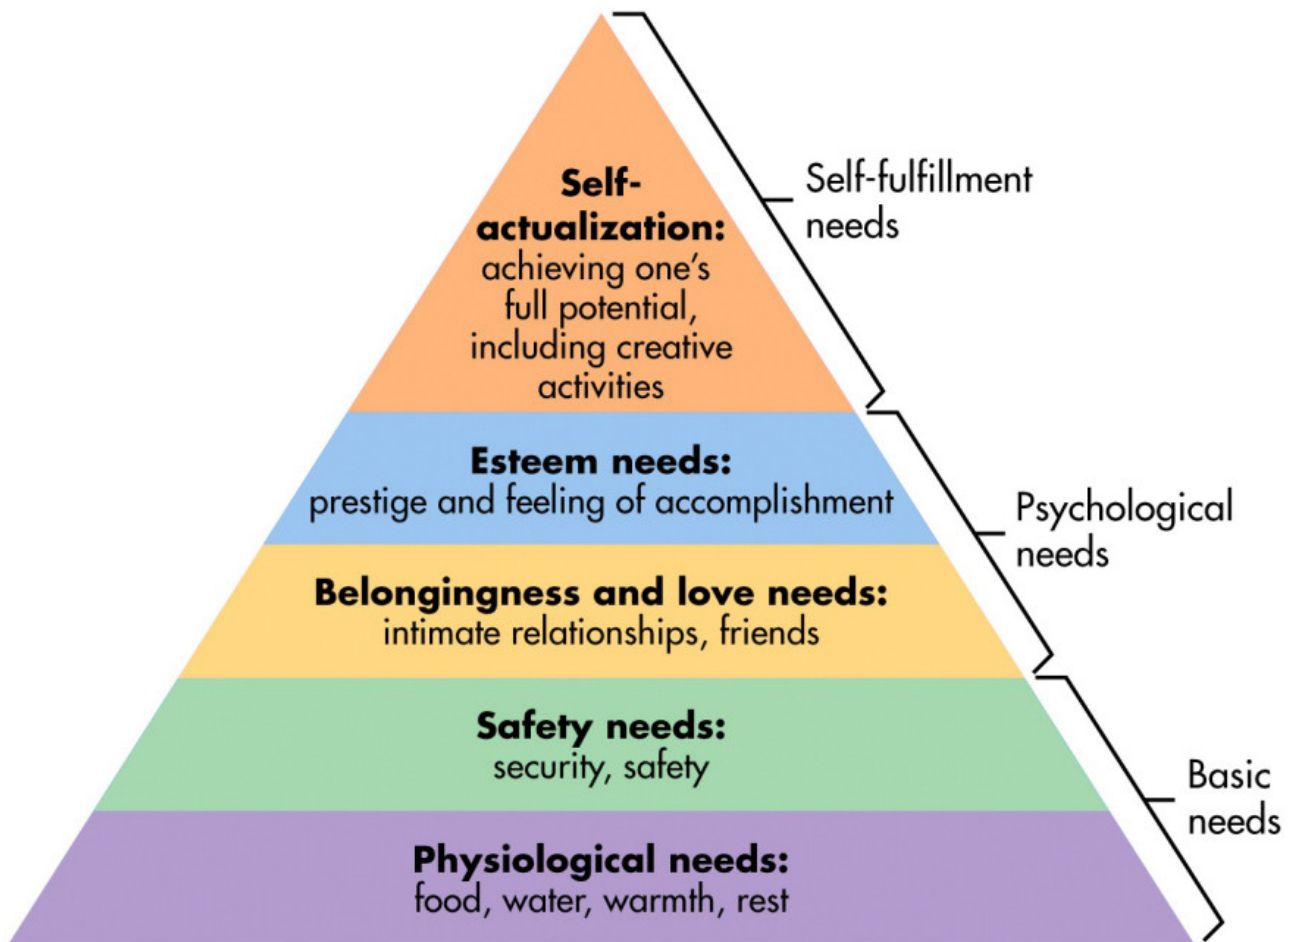 Self-
actualization:
achieving one's
full potential,
including creative
activities
Self-fulfillment
needs
Esteem needs:
prestige and feeling of accomplishment
Psychological
needs
Belongingness and love needs:
intimate relationships, friends
Safety needs:
security, safety
Basic
needs
Physiological needs:
food, water, warmth, rest